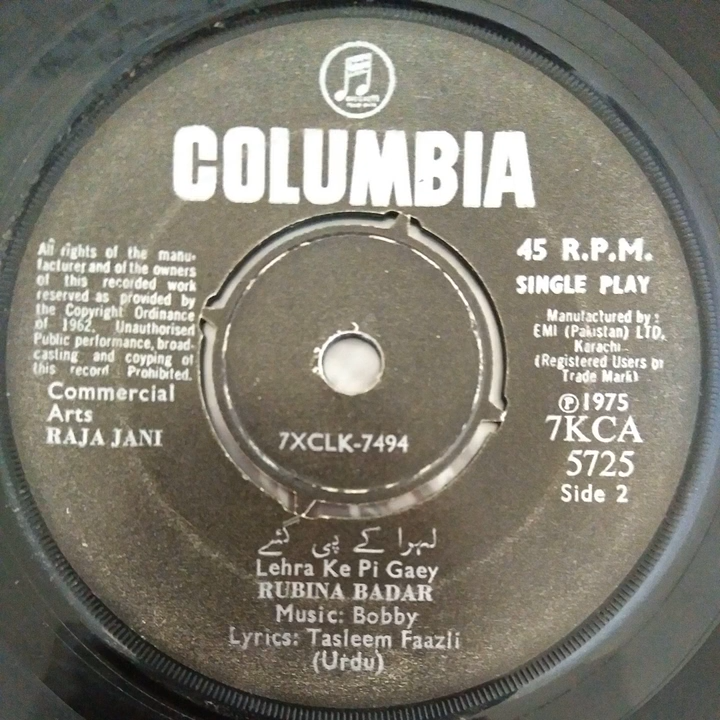 COLUMBIA
All rights of the manu-
facturer and of the owners
of this recorded work
reserved as provided by
the Copyright Ordinance
of 1962. Unauthorised
Public performance, broad-
casting and coyping of
this record Prohibited.
Commercial
Arts
RAJA JANI
45 R.P.M.
SINGLE PLAY
Manufactured by:
EMI (Pakistan) LTD.
Karachi
(Registered Users of
Trade Mark)
Ⓟ1975
7KCA
5725
Side 2
7XCLK-7494
لہرا کے پی گئے
Lehra Ke Pi Gaey
RUBINA BADAR
Music: Bobby
Lyrics: Tasleem Faazli
(Urdu)